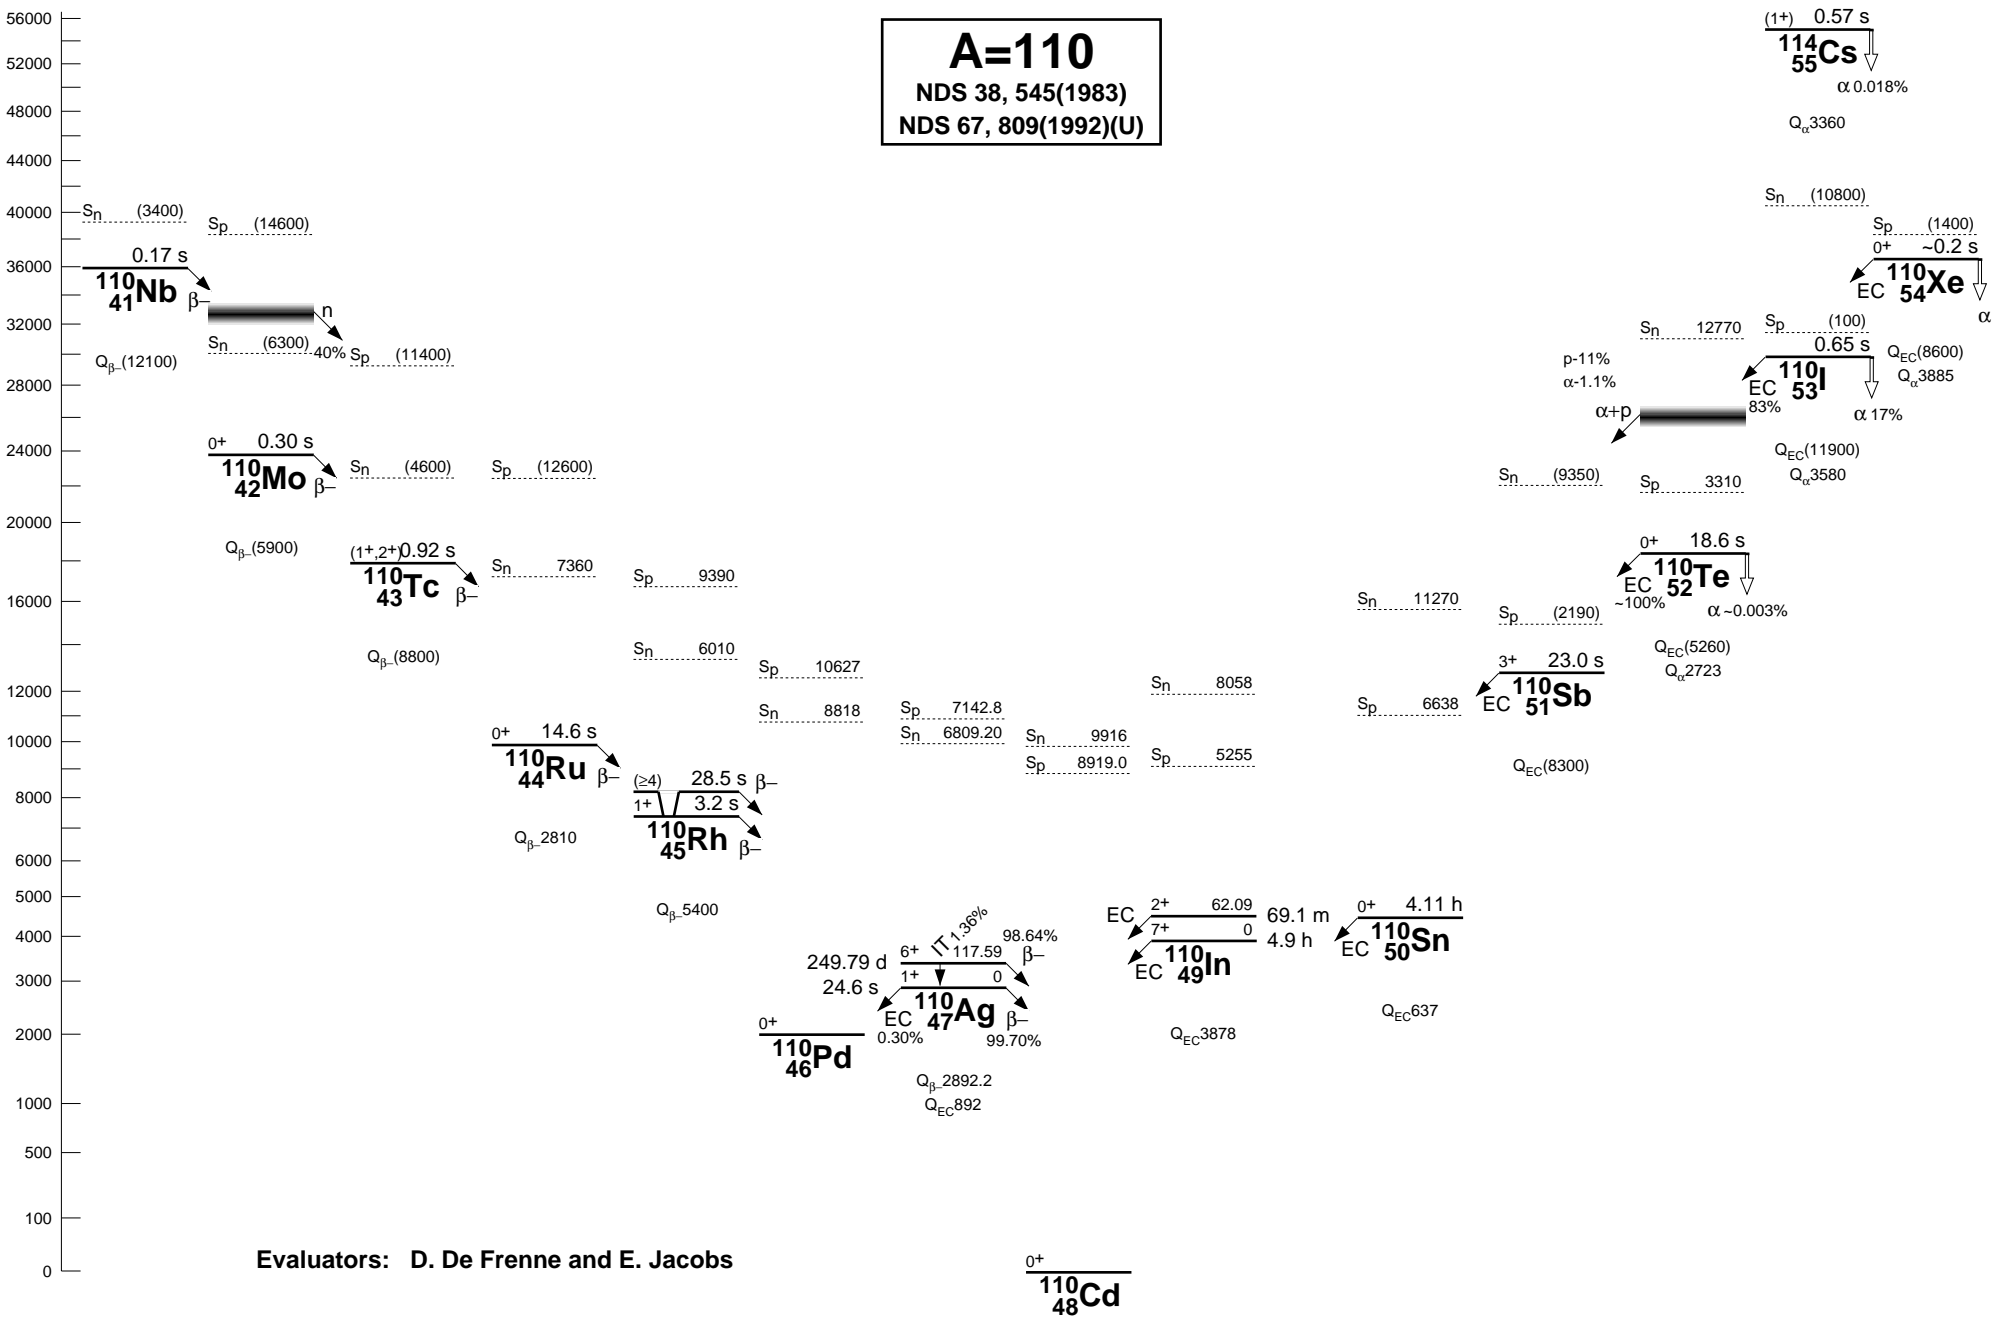 A=110
NDS 38, 545(1983)
NDS 67, 809(1992)(U)
56000
52000
48000
44000
40000
36000
32000
28000
24000
20000
16000
12000
10000
8000
6000
5000
4000
3000
2000
1000
500
100
0
Sn (3400)
0.17 s
110 41Nb β−
Qβ−(12100)
Sp (14600)
n
Sn (6300) 40%
0+ 0.30 s
110 42Mo β−
Qβ−(5900)
Sp (11400)
Sn (4600)
(1+,2+) 0.92 s
110 43Tc β−
Qβ−(8800)
Sp (12600)
Sn 7360
0+ 14.6 s
110 44Ru β−
Qβ−2810
Sp 9390
Sn 6010
(≥4) 28.5 s β−
1+ 3.2 s
110 45Rh β−
Qβ−5400
Sp 10627
Sn 8818
0+
110 46Pd
Sp 7142.8
Sn 6809.20
IT 1.36%
98.64%
249.79 d 6+ 117.59 β−
24.6 s 1+ 0
EC 110 47Ag β−
0.30% 99.70%
Qβ−2892.2
QEC892
Sn 9916
Sp 8919.0
0+
110 48Cd
Sn 8058
Sp 5255
EC 2+ 62.09 69.1 m
7+ 0 4.9 h
EC 110 49In
QEC3878
Sn 11270
Sp 6638
0+ 4.11 h
EC 110 50Sn
QEC637
Sn (9350)
Sp (2190)
3+ 23.0 s
EC 110 51Sb
QEC(8300)
Sn 12770
p-11%
α-1.1%
α+p
Sp 3310
0+ 18.6 s
EC 110 52Te
~100% α ~0.003%
QEC(5260)
Qα2723
(1+) 0.57 s
114 55Cs
α 0.018%
Qα3360
Sn (10800)
Sp (100)
0.65 s
EC 110 53I
83% α 17%
QEC(11900)
Qα3580
Sp (1400)
0+ ~0.2 s
EC 110 54Xe
α
QEC(8600)
Qα3885
Evaluators: D. De Frenne and E. Jacobs